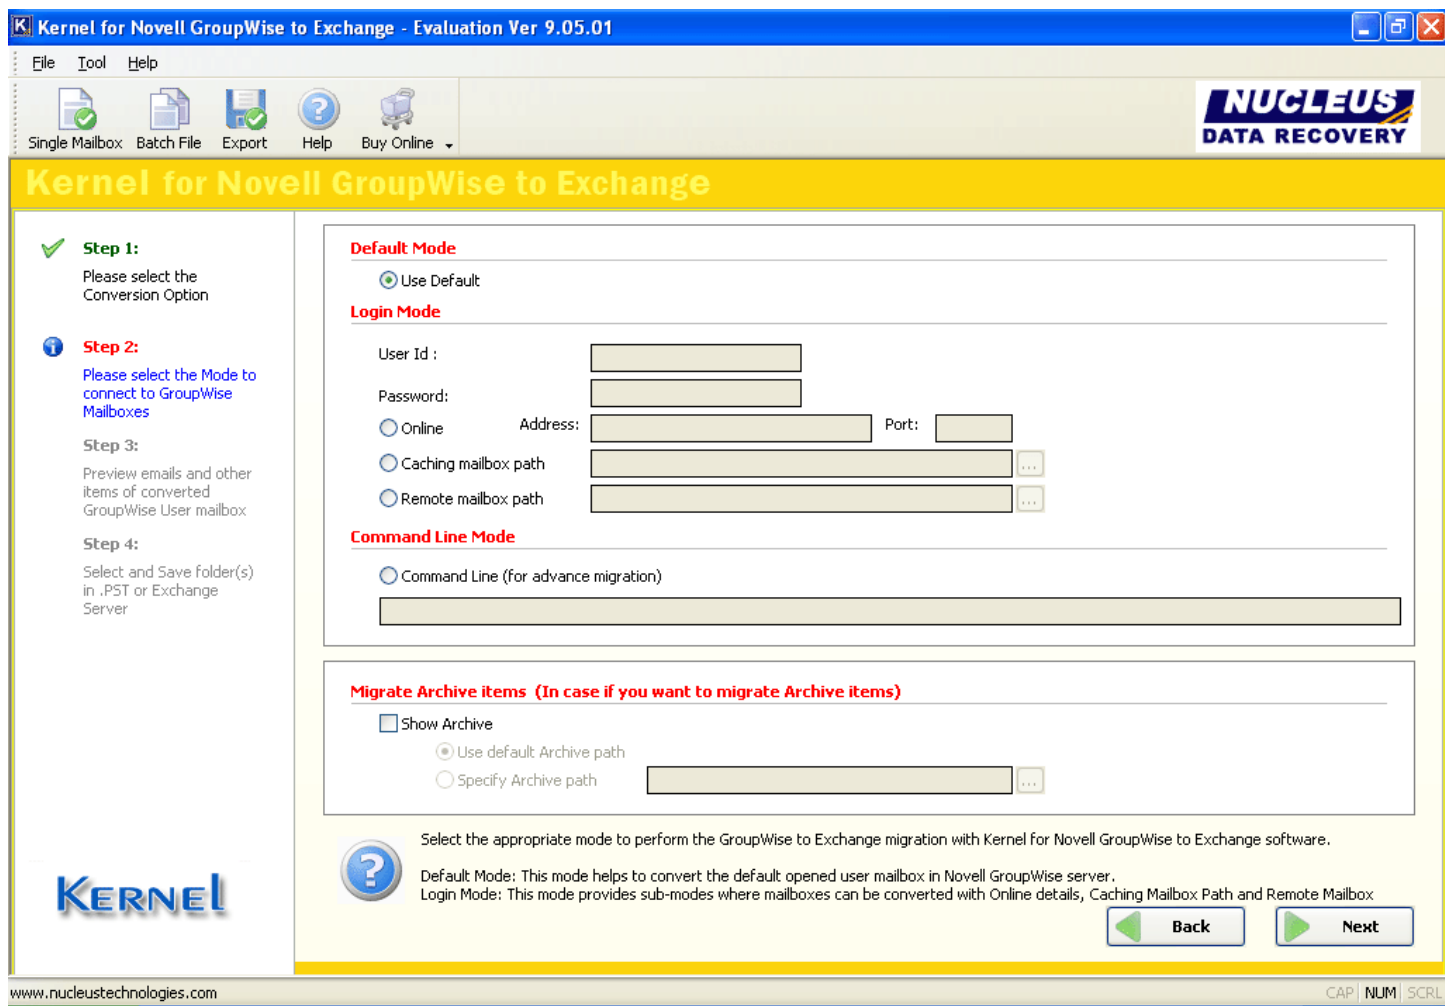 Kernel for Novell GroupWise to Exchange - Evaluation Ver 9.05.01
File Tool Help
Single Mailbox Batch File Export Help Buy Online
NUCLEUS
DATA RECOVERY
Kernel for Novell GroupWise to Exchange
Step 1:
Please select the
Conversion Option
Step 2:
Please select the Mode to
connect to GroupWise
Mailboxes
Step 3:
Preview emails and other
items of converted
GroupWise User mailbox
Step 4:
Select and Save folder(s)
in .PST or Exchange
Server
KERNEl
Default Mode
Use Default
Login Mode
User Id :
Password:
Online Address: Port:
Caching mailbox path ...
Remote mailbox path ...
Command Line Mode
Command Line (for advance migration)
Migrate Archive items (In case if you want to migrate Archive items)
Show Archive
Use default Archive path
Specify Archive path ...
Select the appropriate mode to perform the GroupWise to Exchange migration with Kernel for Novell GroupWise to Exchange software.
Default Mode: This mode helps to convert the default opened user mailbox in Novell GroupWise server.
Login Mode: This mode provides sub-modes where mailboxes can be converted with Online details, Caching Mailbox Path and Remote Mailbox
Back Next
www.nucleustechnologies.com CAP NUM SCRL